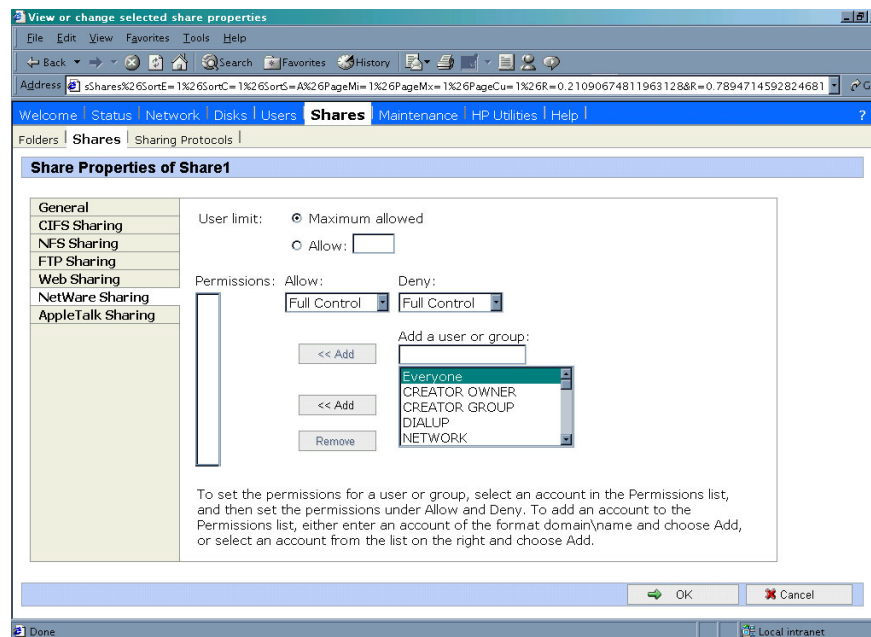 View or change selected share properties
File Edit View Favorites Tools Help
Back Search Favorites History
Address sShares%26SortE=1%26SortC=1%26SortS=A%26PageMi=1%26PageMx=1%26PageCu=1%26R=0.21090674811963128&R=0.7894714592824681 G
Welcome Status Network Disks Users Shares Maintenance HP Utilities Help ?
Folders Shares Sharing Protocols
Share Properties of Share1
General
CIFS Sharing
NFS Sharing
FTP Sharing
Web Sharing
NetWare Sharing
AppleTalk Sharing
User limit: Maximum allowed
Allow:
Permissions: Allow: Deny:
Full Control Full Control
Add a user or group:
<< Add
Everyone
CREATOR OWNER
CREATOR GROUP
DIALUP
NETWORK
<< Add
Remove
To set the permissions for a user or group, select an account in the Permissions list,
and then set the permissions under Allow and Deny. To add an account to the
Permissions list, either enter an account of the format domain\name and choose Add,
or select an account from the list on the right and choose Add.
OK Cancel
Done Local intranet